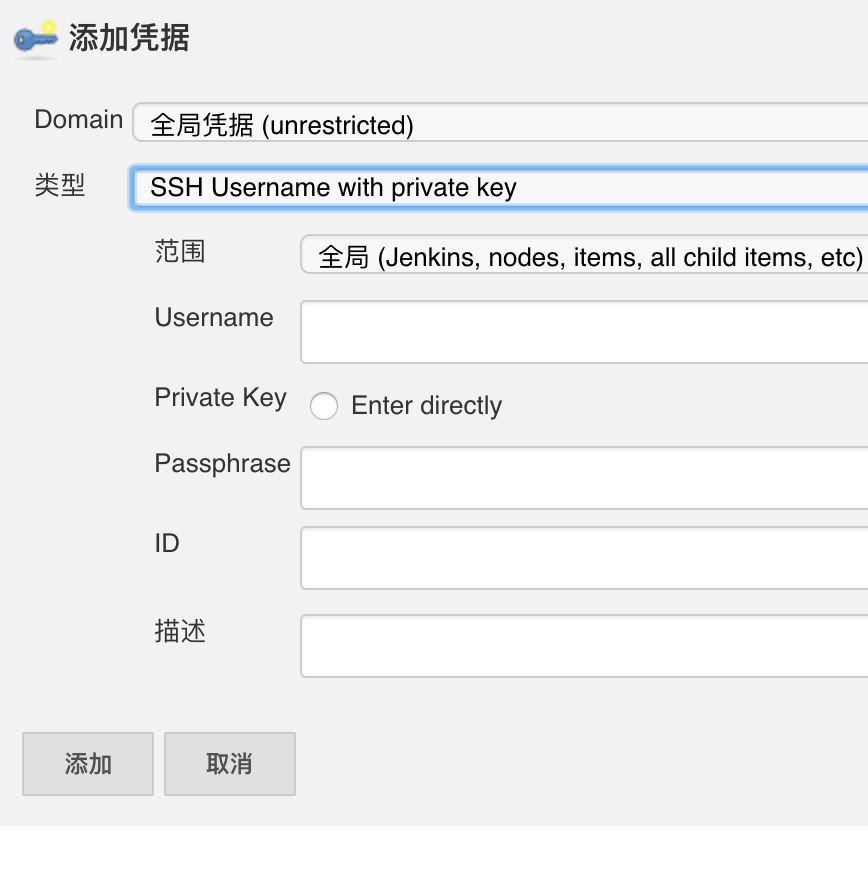 添加凭据
Domain 全局凭据 (unrestricted)
类型 SSH Username with private key
范围 全局 (Jenkins, nodes, items, all child items, etc)
Username
Private Key Enter directly
Passphrase
ID
描述
添加 取消